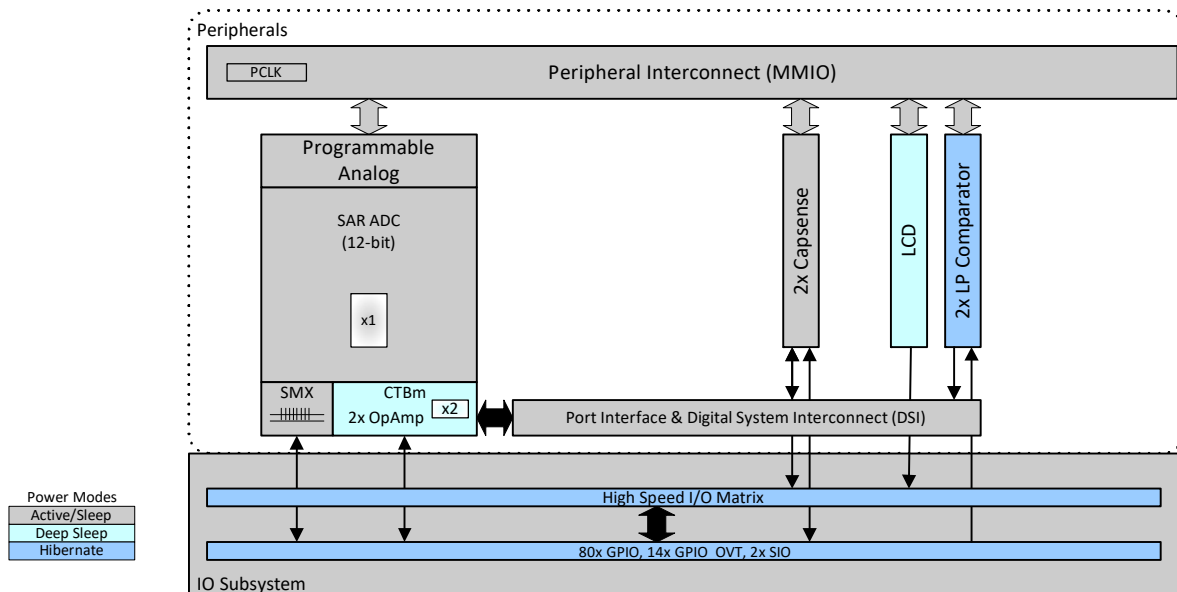 Peripherals
PCLK
Peripheral Interconnect (MMIO)
Programmable
Analog
SAR ADC
(12-bit)
x1
2x Capsense
LCD
2x LP Comparator
SMX
CTBm
2x OpAmp
x2
Port Interface & Digital System Interconnect (DSI)
Power Modes
Active/Sleep
Deep Sleep
Hibernate
High Speed I/O Matrix
80x GPIO, 14x GPIO_OVT, 2x SIO
IO Subsystem